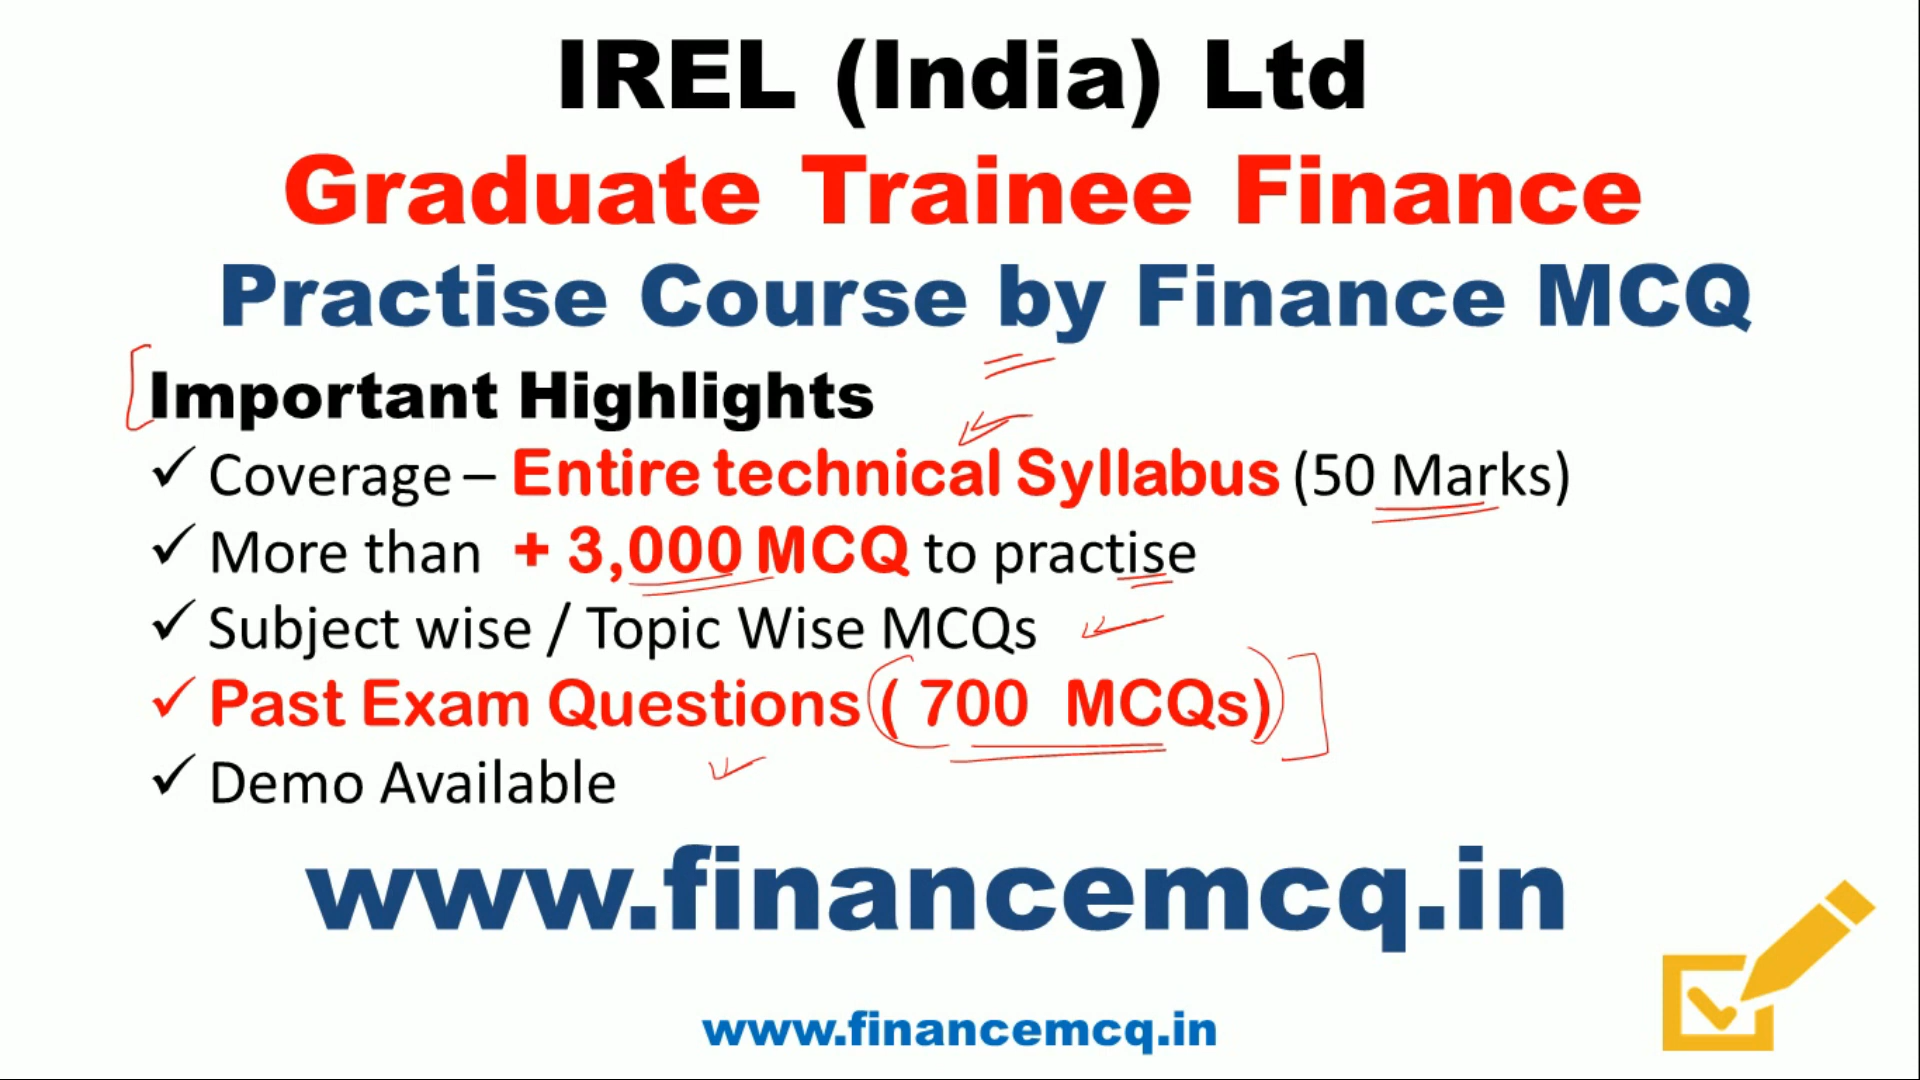 IREL (India) Ltd
Graduate Trainee Finance
Practise Course by Finance MCQ
Important Highlights
✓ Coverage – Entire technical Syllabus (50 Marks)
✓ More than + 3,000 MCQ to practise
✓ Subject wise / Topic Wise MCQs
✓ Past Exam Questions ( 700 MCQs)
✓ Demo Available
www.financemcq.in
www.financemcq.in